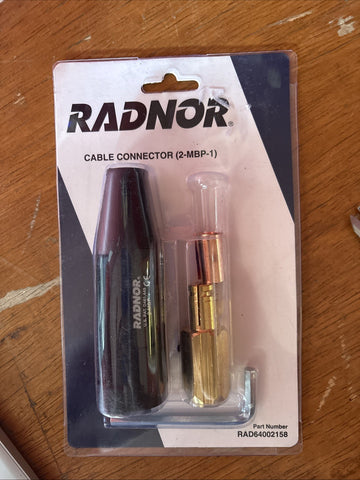 RADNOR®
CABLE CONNECTOR (2-MBP-1)
RADNOR®
Part Number
RAD64002158